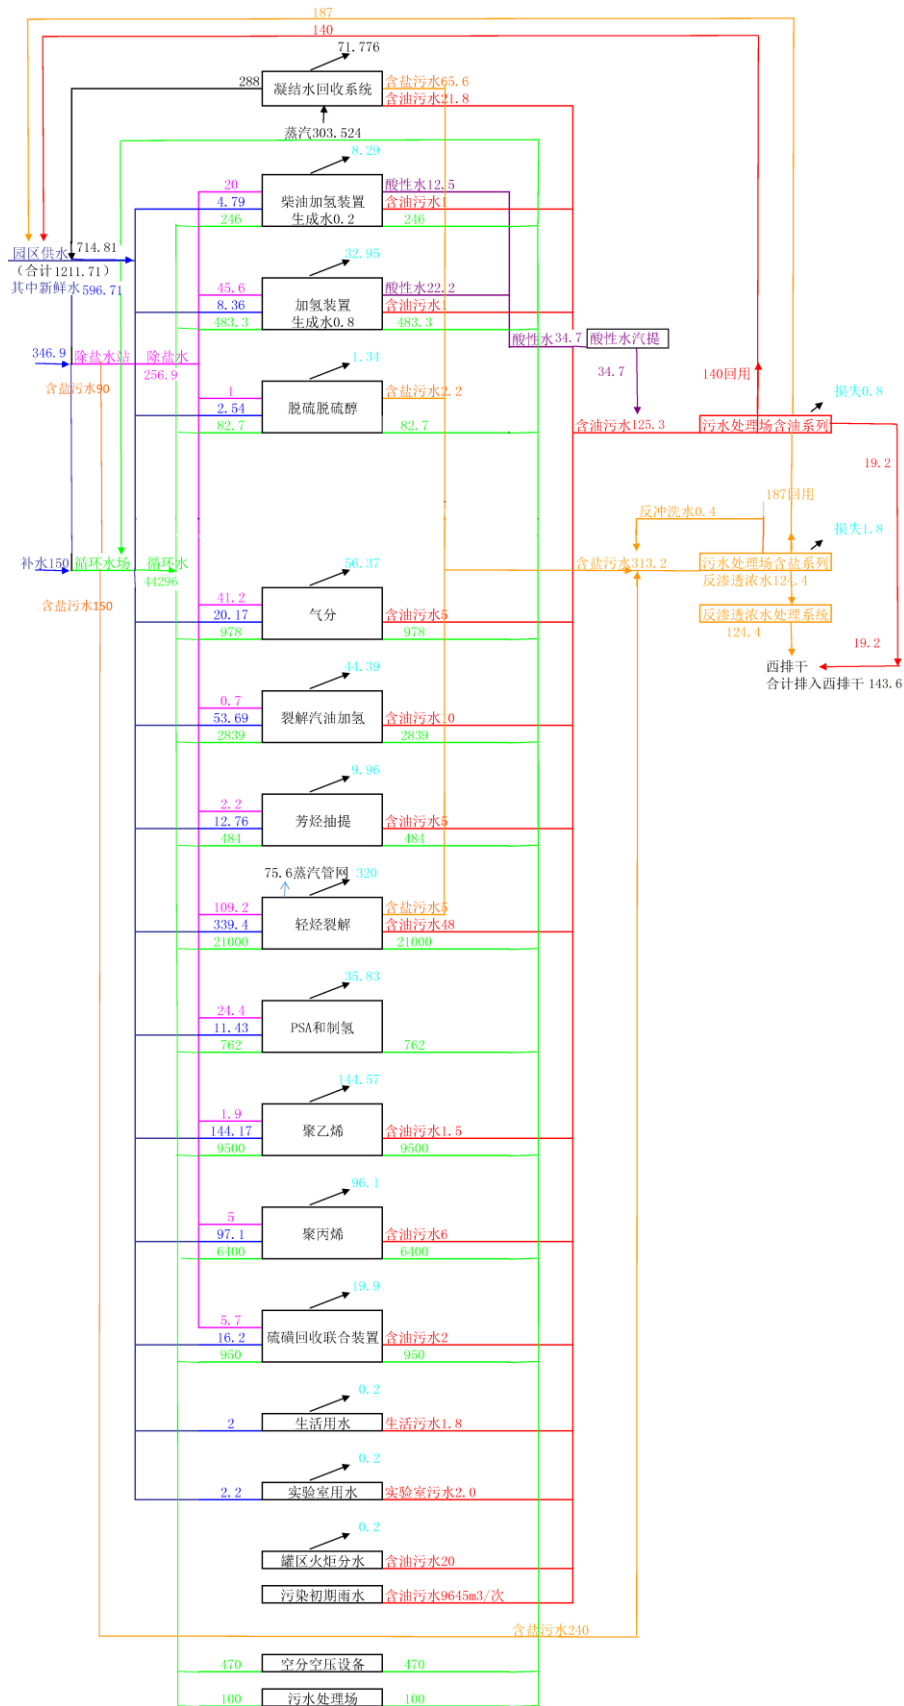 187
140
71.776
288
凝结水回收系统
含盐污水65.6
含油污水21.8
蒸汽303.524
8.29
20
4.79
246
柴油加氢装置
生成水0.2
酸性水12.5
含油污水1
246
园区供水
714.81
(合计1211.71)
其中新鲜水596.71
32.95
45.6
8.36
483.3
加氢装置
生成水0.8
酸性水22.2
含油污水1
483.3
酸性水34.7
酸性水汽提
346.9
除盐水站
除盐水
256.9
含盐污水90
1.34
34.7
140回用
1
2.54
82.7
脱硫脱硫醇
含盐污水2.2
82.7
含油污水125.3
污水处理场含油系列
损失0.8
19.2
187回用
反冲洗水0.4
损失1.8
补水150
循环水场
循环水
44296
含盐污水150
56.37
含盐污水313.2
污水处理场含盐系列
反渗透浓水124.4
反渗透浓水处理系统
124.4
41.2
20.17
978
气分
含油污水5
978
19.2
西排干
合计排入西排干 143.6
44.39
0.7
53.69
2839
裂解汽油加氢
含油污水10
2839
9.96
2.2
12.76
484
芳烃抽提
含油污水5
484
75.6蒸汽管网
320
109.2
339.4
21000
轻烃裂解
含盐污水5
含油污水48
21000
35.83
24.4
11.43
762
PSA和制氢
762
144.57
1.9
144.17
9500
聚乙烯
含油污水1.5
9500
96.1
5
97.1
6400
聚丙烯
含油污水6
6400
19.9
5.7
16.2
950
硫磺回收联合装置
含油污水2
950
0.2
2
生活用水
生活污水1.8
0.2
2.2
实验室用水
实验室污水2.0
0.2
罐区火炬分水
含油污水20
污染初期雨水
含油污水9645m3/次
含盐污水240
470
空分空压设备
470
100
污水处理场
100